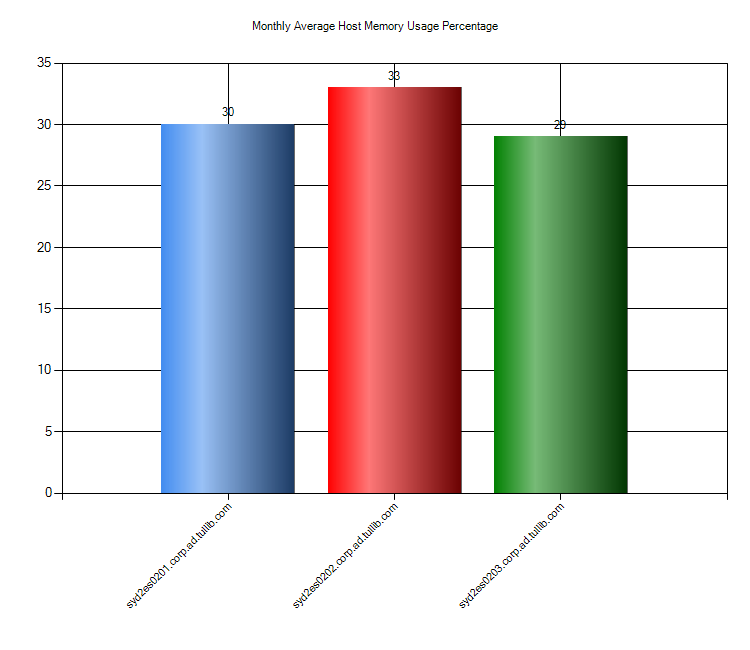 Monthly Average Host Memory Usage Percentage
35
33
30
30
29
25
20
15
10
5
0
syd2es0201.corp.ad.tullib.com
syd2es0202.corp.ad.tullib.com
syd2es0203.corp.ad.tullib.com